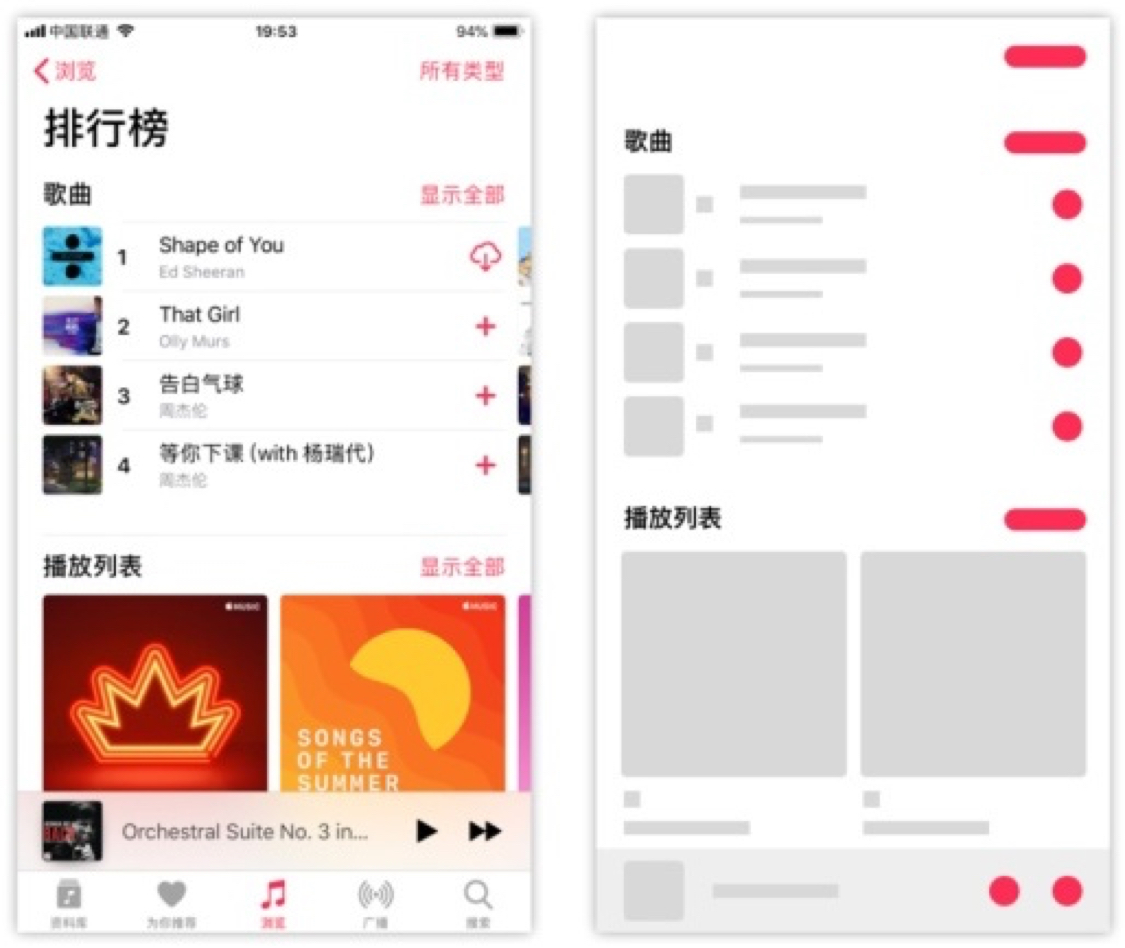 中国联通 19:53 94%
浏览 所有类型
排行榜
歌曲 显示全部
1 Shape of You
Ed Sheeran
2 That Girl
Olly Murs
3 告白气球
周杰伦
4 等你下课 (with 杨瑞代)
周杰伦
播放列表 显示全部
MUSIC MUSIC
SONGS
OF THE
SUMMER
Orchestral Suite No. 3 in...
资料库 为你推荐 浏览 广播 搜索
歌曲
播放列表